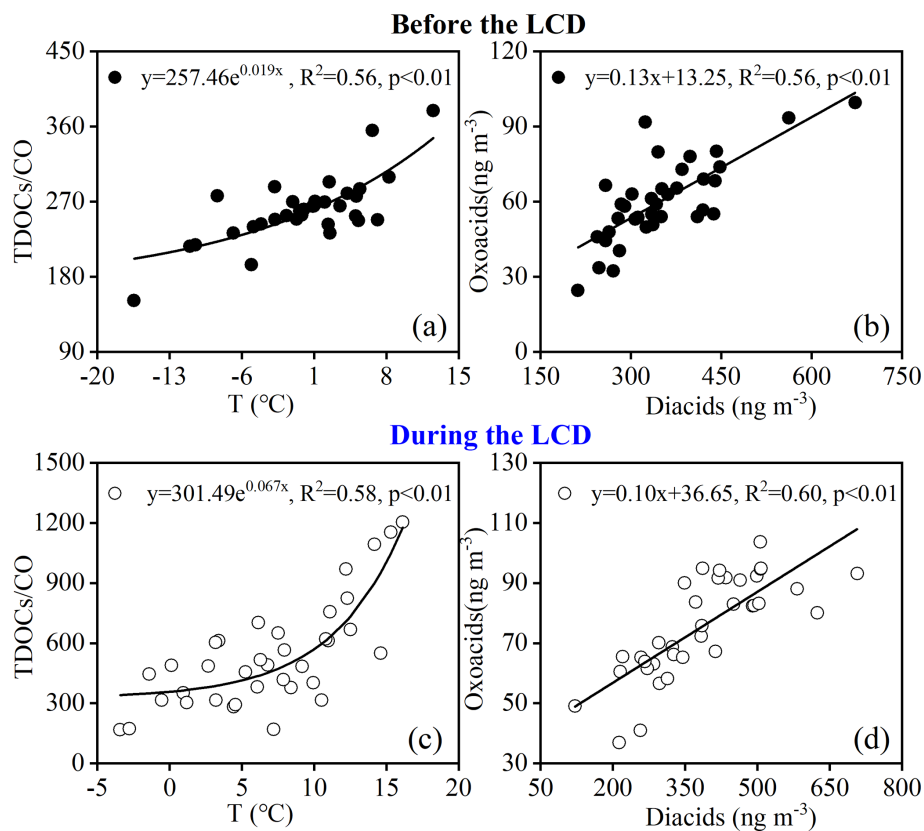 Before the LCD
450
360
270
180
90
TDOCs/CO
y=257.46e^0.019x , R²=0.56, p<0.01
(a)
-20 -13 -6 1 8 15
T (℃)
120
90
60
30
0
Oxoacids(ng m⁻³)
y=0.13x+13.25, R²=0.56, p<0.01
(b)
150 300 450 600 750
Diacids (ng m⁻³)
During the LCD
1500
1200
900
600
300
0
TDOCs/CO
y=301.49e^0.067x, R²=0.58, p<0.01
(c)
-5 0 5 10 15 20
T (℃)
130
110
90
70
50
30
Oxoacids(ng m⁻³)
y=0.10x+36.65, R²=0.60, p<0.01
(d)
50 200 350 500 650 800
Diacids (ng m⁻³)